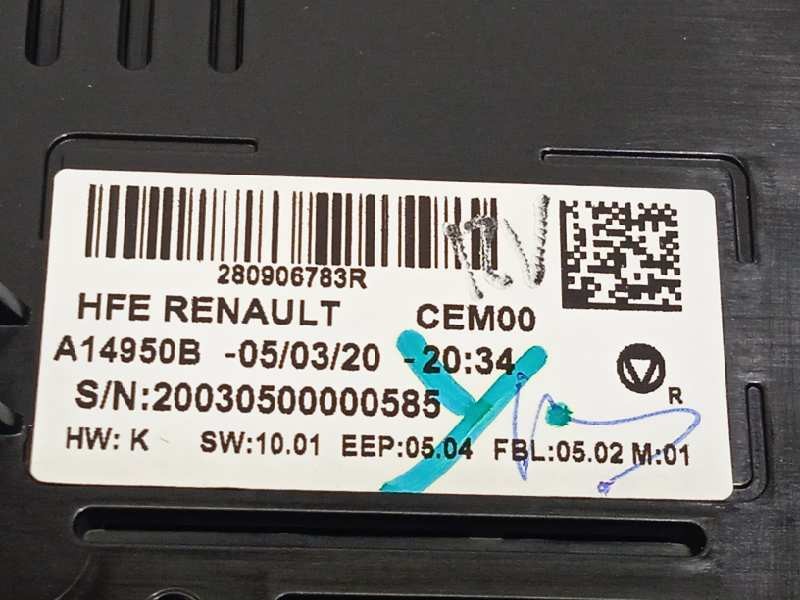 280906783R
HFE RENAULT CEM00
A14950B -05/03/20 -20:34
S/N:20030500000585
R
HW: K SW:10.01 EEP:05.04 FBL:05.02 M:01